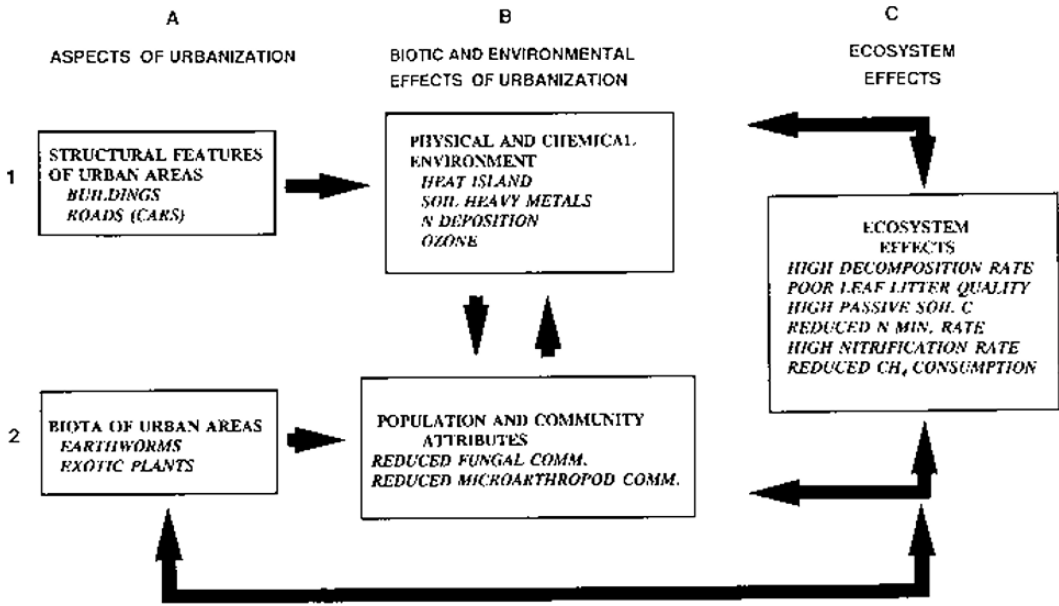 A
B
C
ASPECTS OF URBANIZATION
BIOTIC AND ENVIRONMENTAL
EFFECTS OF URBANIZATION
ECOSYSTEM
EFFECTS
1
STRUCTURAL FEATURES
OF URBAN AREAS
BUILDINGS
ROADS (CARS)
PHYSICAL AND CHEMICAL
ENVIRONMENT
HEAT ISLAND
SOIL HEAVY METALS
N DEPOSITION
OZONE
ECOSYSTEM
EFFECTS
HIGH DECOMPOSITION RATE
POOR LEAF LITTER QUALITY
HIGH PASSIVE SOIL C
REDUCED N MIN. RATE
HIGH NITRIFICATION RATE
REDUCED CH₄ CONSUMPTION
2
BIOTA OF URBAN AREAS
EARTHWORMS
EXOTIC PLANTS
POPULATION AND COMMUNITY
ATTRIBUTES
REDUCED FUNGAL COMM.
REDUCED MICROARTHROPOD COMM.